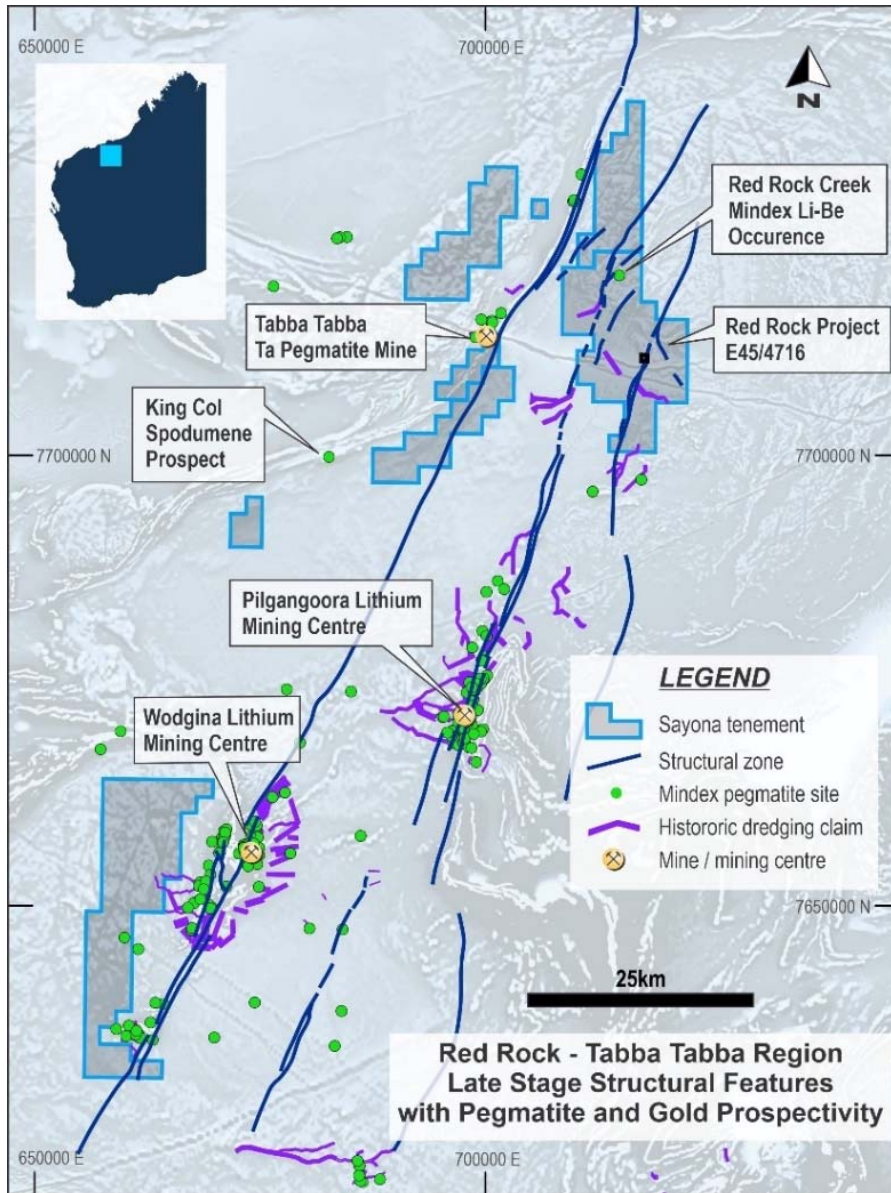 650000 E
700000 E
N
Red Rock Creek
Mindex Li-Be
Occurence
Tabba Tabba
Ta Pegmatite Mine
Red Rock Project
E45/4716
King Col
Spodumene
Prospect
7700000 N
7700000 N
Pilgangoora Lithium
Mining Centre
Wodgina Lithium
Mining Centre
LEGEND
Sayona tenement
Structural zone
Mindex pegmatite site
Histororic dredging claim
Mine / mining centre
7650000 N
25km
Red Rock - Tabba Tabba Region
Late Stage Structural Features
with Pegmatite and Gold Prospectivity
650000 E
700000 E